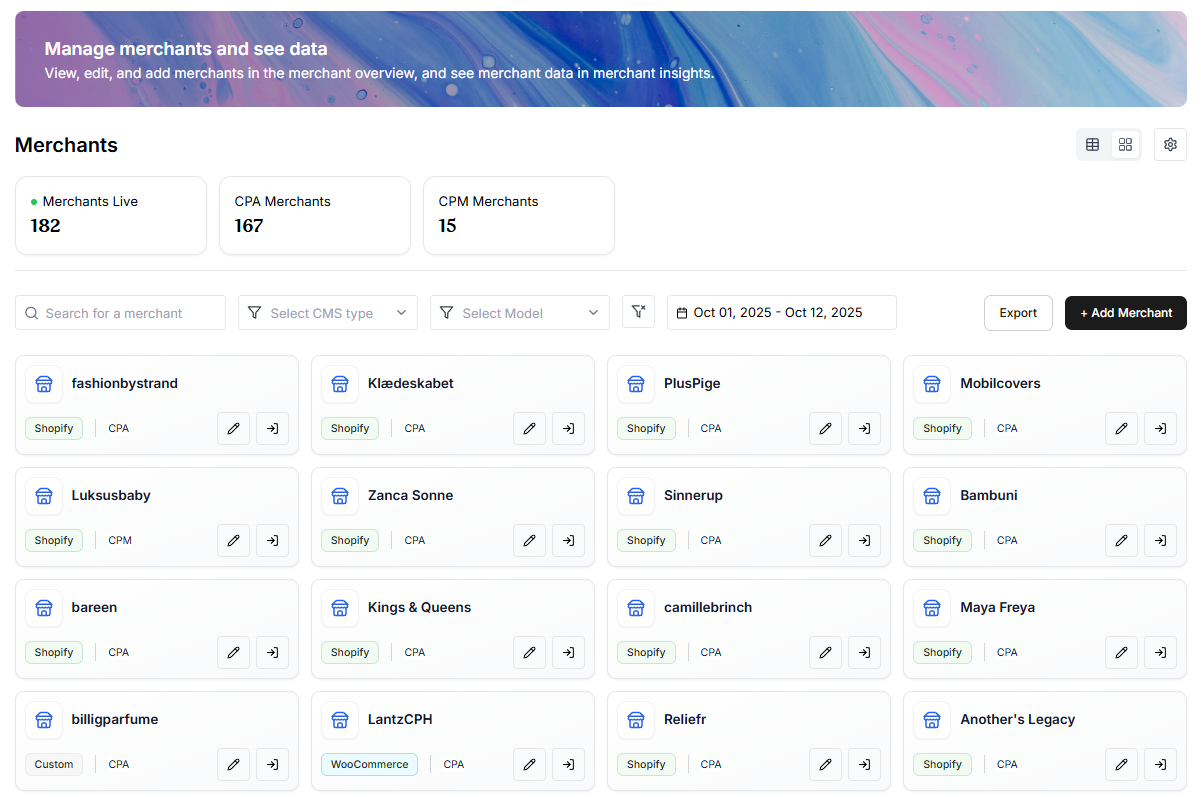 Manage merchants and see data
View, edit, and add merchants in the merchant overview, and see merchant data in merchant insights.
Merchants
Merchants Live
182
CPA Merchants
167
CPM Merchants
15
Search for a merchant
Select CMS type
Select Model
Oct 01, 2025 - Oct 12, 2025
Export
+ Add Merchant
fashionbystrand
Shopify CPA
Klædeskabet
Shopify CPA
PlusPige
Shopify CPA
Mobilcovers
Shopify CPA
Luksusbaby
Shopify CPM
Zanca Sonne
Shopify CPA
Sinnerup
Shopify CPA
Bambuni
Shopify CPA
bareen
Shopify CPA
Kings & Queens
Shopify CPA
camillebrinch
Shopify CPA
Maya Freya
Shopify CPA
billigparfume
Custom CPA
LantzCPH
WooCommerce CPA
Reliefr
Shopify CPA
Another's Legacy
Shopify CPA